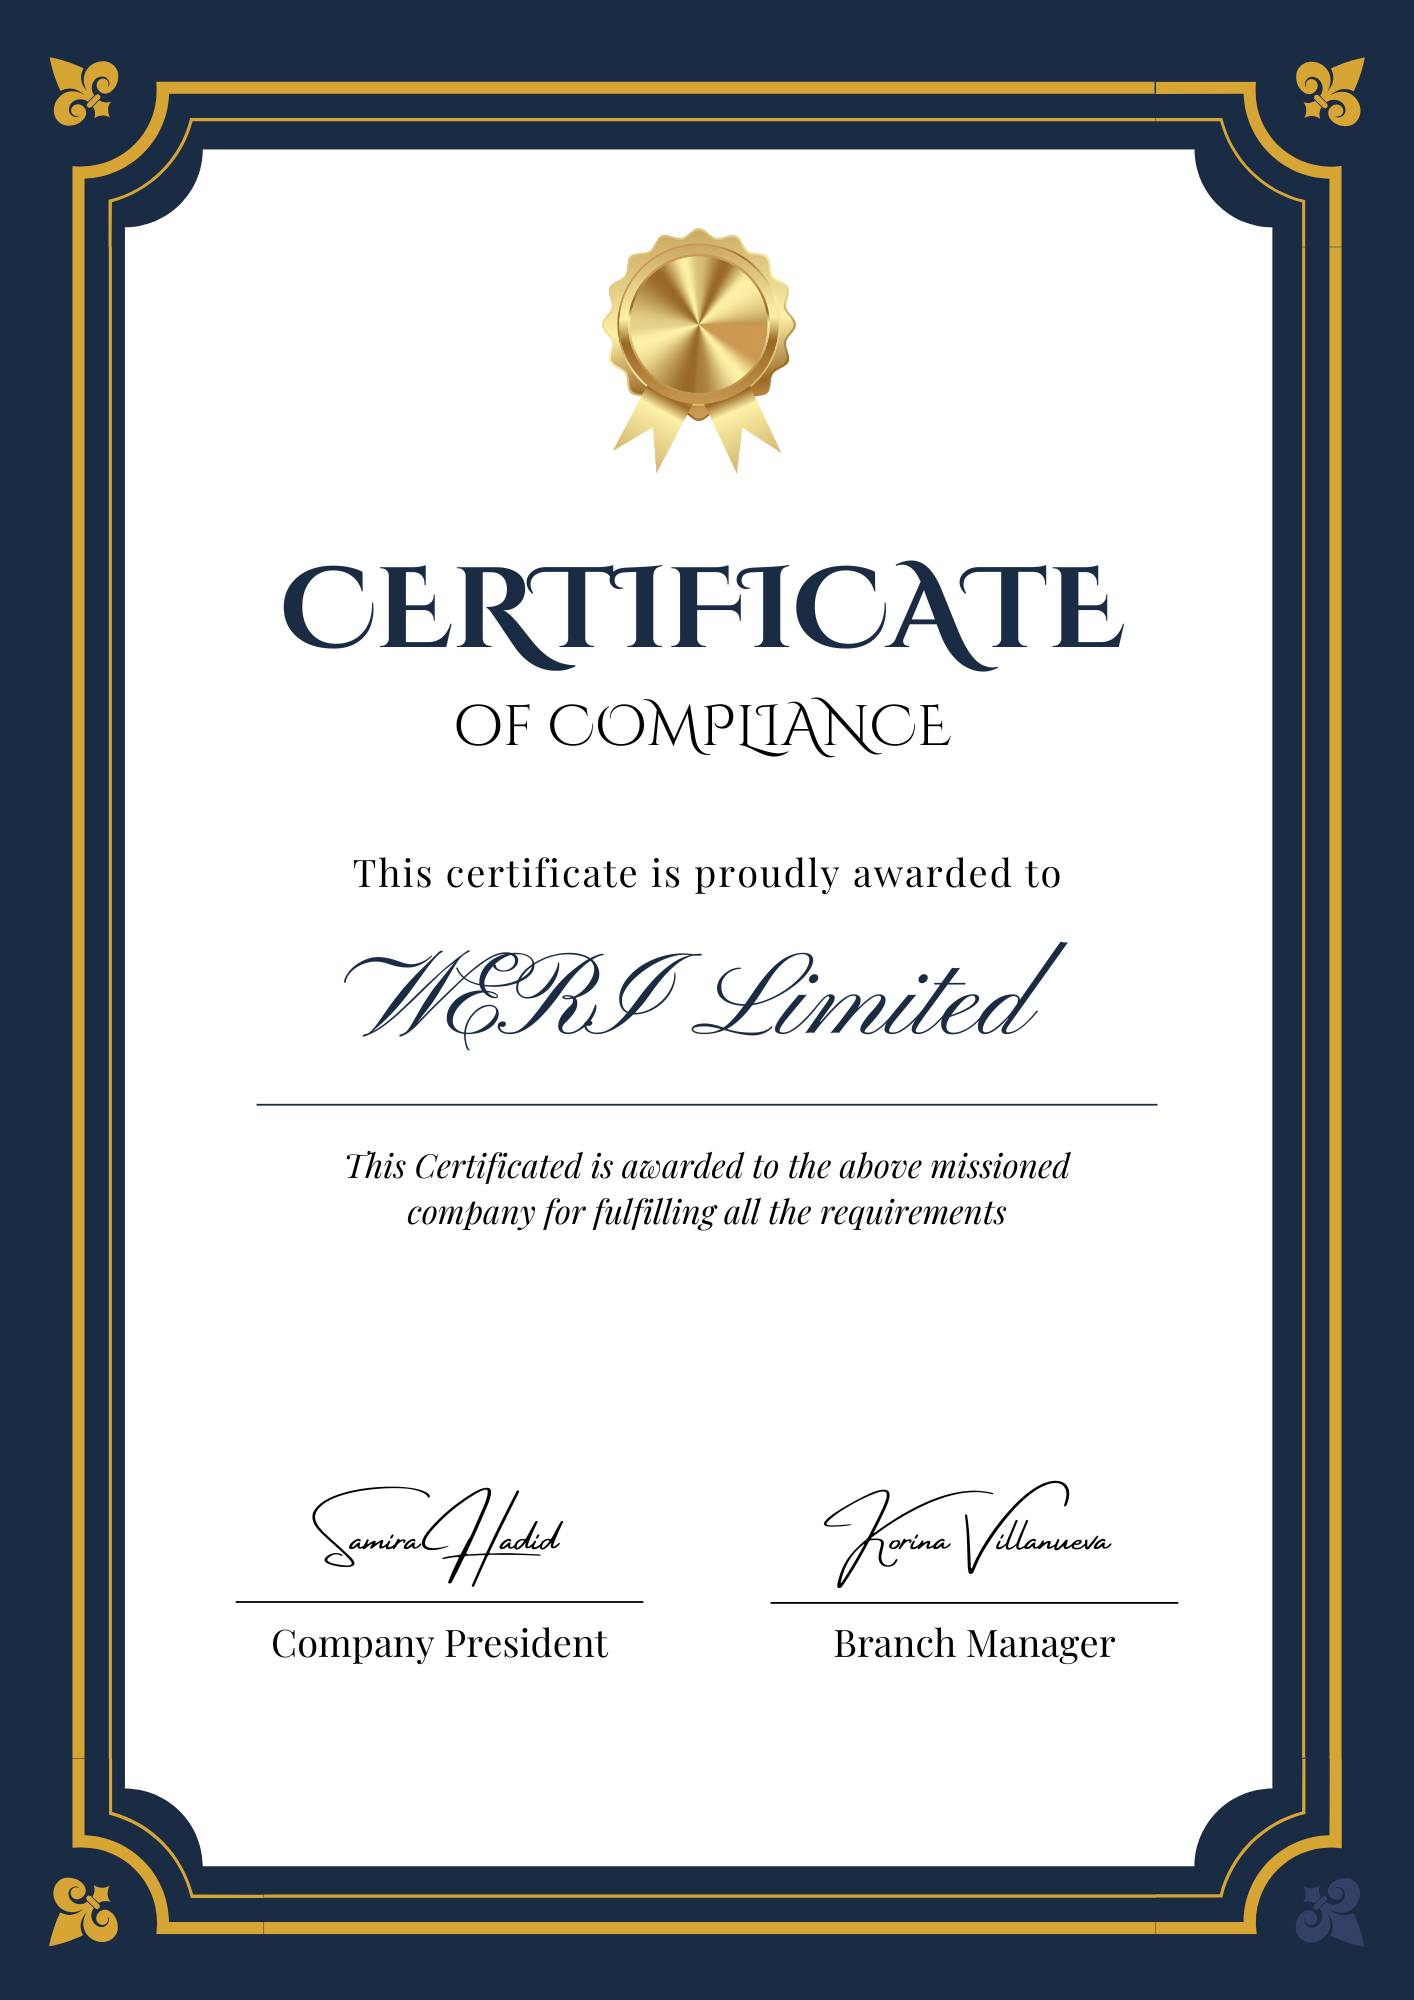 CERTIFICATE
OF COMPLIANCE
This certificate is proudly awarded to
WERI Limited
This Certificated is awarded to the above missioned
company for fulfilling all the requirements
Samira Hadid
Korina Villanueva
Company President
Branch Manager